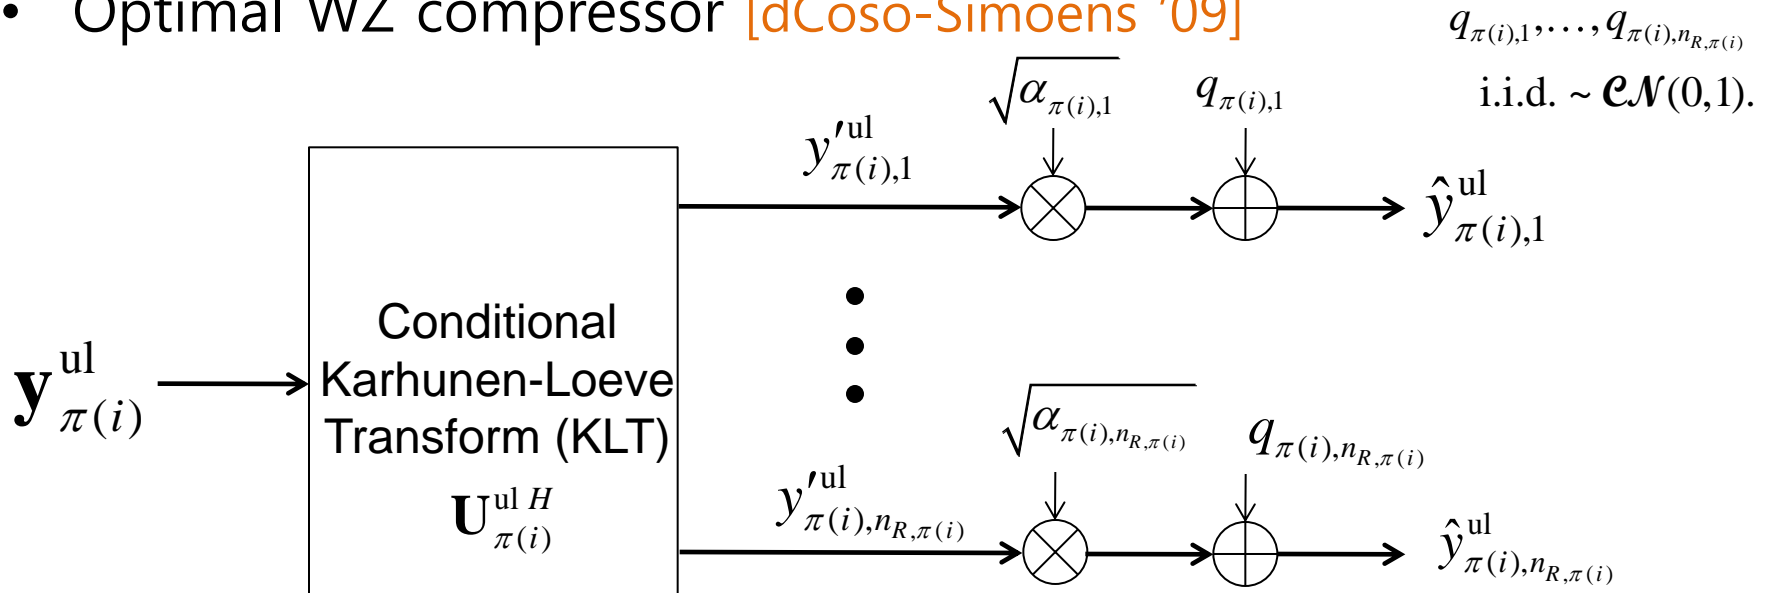 • Optimal WZ compressor [dCoso-Simoens '09]
q_{π(i),1},…,q_{π(i),n_{R,π(i)}}
i.i.d. ~ 𝓒𝓝(0,1).
√α_{π(i),1}
q_{π(i),1}
y'^{ul}_{π(i),1}
ŷ^{ul}_{π(i),1}
y^{ul}_{π(i)}
Conditional
Karhunen-Loeve
Transform (KLT)
U^{ul H}_{π(i)}
√α_{π(i),n_{R,π(i)}}
q_{π(i),n_{R,π(i)}}
y'^{ul}_{π(i),n_{R,π(i)}}
ŷ^{ul}_{π(i),n_{R,π(i)}}